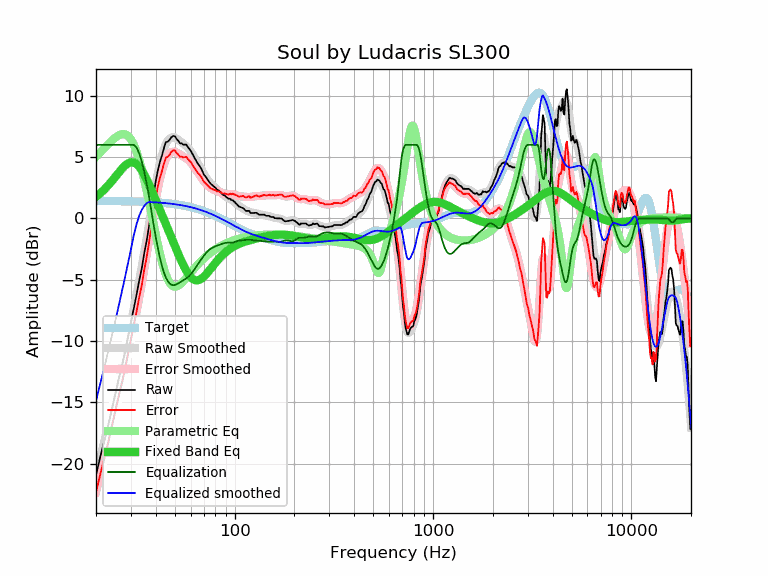 Soul by Ludacris SL300
Amplitude (dBr)
10
5
0
−5
−10
−15
−20
Target
Raw Smoothed
Error Smoothed
Raw
Error
Parametric Eq
Fixed Band Eq
Equalization
Equalized smoothed
100 1000 10000
Frequency (Hz)